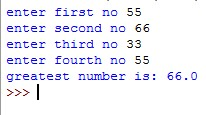 enter first no 55
enter second no 66
enter third no 33
enter fourth no 55
greatest number is: 66.0
>>>